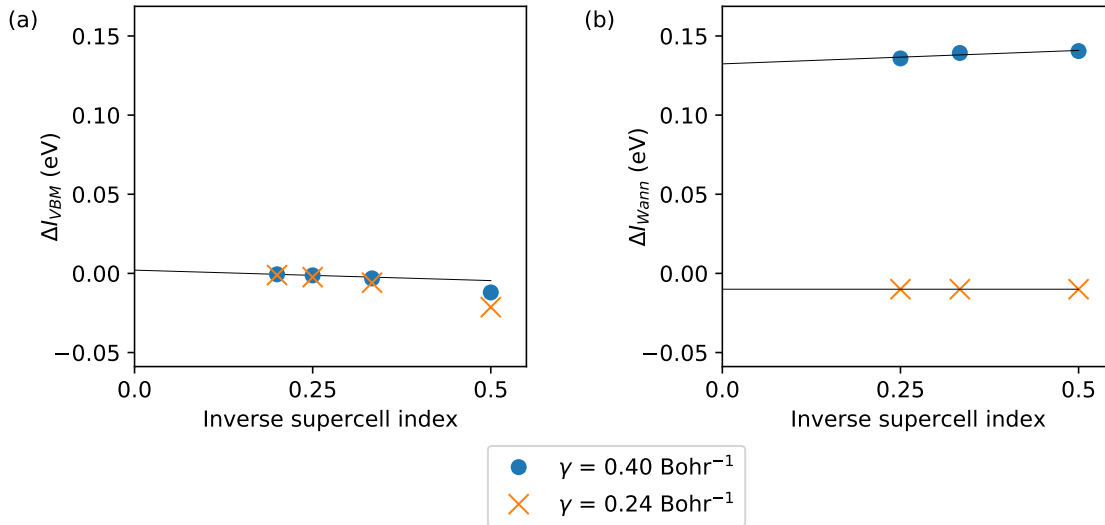 (a)
0.15
0.10
0.05
0.00
−0.05
ΔI_VBM (eV)
0.0
0.25
0.5
Inverse supercell index
(b)
0.15
0.10
0.05
0.00
−0.05
ΔI_Wann (eV)
0.0
0.25
0.5
Inverse supercell index
γ = 0.40 Bohr⁻¹
γ = 0.24 Bohr⁻¹